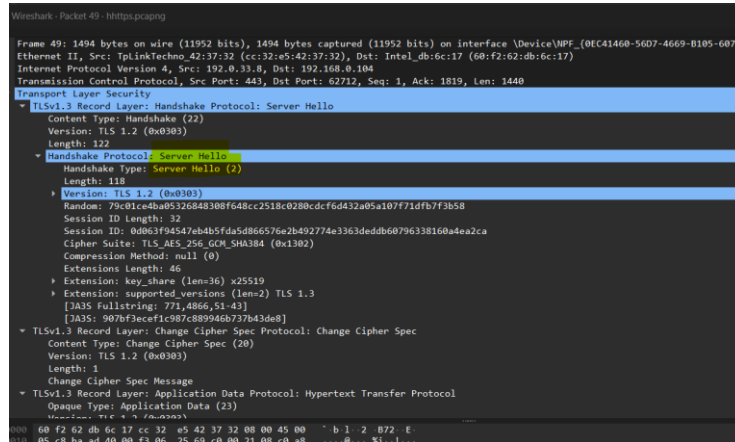 Wireshark · Packet 49 · hhttps.pcapng
Frame 49: 1494 bytes on wire (11952 bits), 1494 bytes captured (11952 bits) on interface \Device\NPF_{0EC41460-56D7-4669-B105-607
Ethernet II, Src: TpLinkTechno_42:37:32 (cc:32:e5:42:37:32), Dst: Intel_db:6c:17 (60:f2:62:db:6c:17)
Internet Protocol Version 4, Src: 192.0.33.8, Dst: 192.168.0.104
Transmission Control Protocol, Src Port: 443, Dst Port: 62712, Seq: 1, Ack: 1819, Len: 1440
Transport Layer Security
TLSv1.3 Record Layer: Handshake Protocol: Server Hello
Content Type: Handshake (22)
Version: TLS 1.2 (0x0303)
Length: 122
Handshake Protocol: Server Hello
Handshake Type: Server Hello (2)
Length: 118
Version: TLS 1.2 (0x0303)
Random: 79c01ce4ba05326848308f648cc2518c0280cdcf6d432a05a107f71dfb7f3b58
Session ID Length: 32
Session ID: 0d063f94547eb4b5fda5d866576e2b492774e3363deddb60796338160a4ea2ca
Cipher Suite: TLS_AES_256_GCM_SHA384 (0x1302)
Compression Method: null (0)
Extensions Length: 46
Extension: key_share (len=36) x25519
Extension: supported_versions (len=2) TLS 1.3
[JA3S Fullstring: 771,4866,51-43]
[JA3S: 907bf3ecef1c987c889946b737b43de8]
TLSv1.3 Record Layer: Change Cipher Spec Protocol: Change Cipher Spec
Content Type: Change Cipher Spec (20)
Version: TLS 1.2 (0x0303)
Length: 1
Change Cipher Spec Message
TLSv1.3 Record Layer: Application Data Protocol: Hypertext Transfer Protocol
Opaque Type: Application Data (23)
Version: TLS 1.2 (0x0303)
0000 60 f2 62 db 6c 17 cc 32 e5 42 37 32 08 00 45 00 `·b·l··2 ·B72··E·